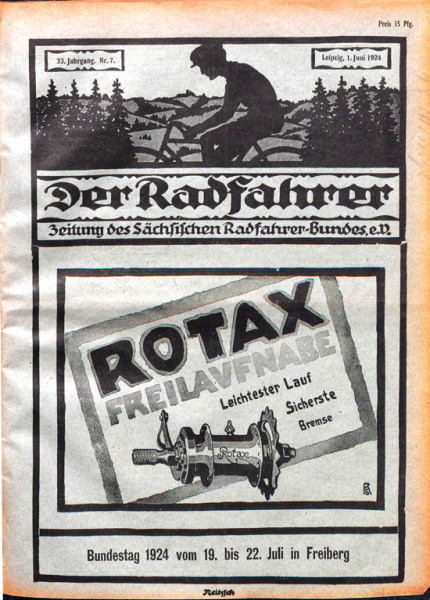 Preis 15 Pfg.
33. Jahrgang. Nr. 7.
Leipzig, 1. Juni 1924
Der Radfahrer
Zeitung des Sächsischen Radfahrer-Bundes, e.V.
ROTAX
FREILAUFNABE
Leichtester Lauf
Sicherste
Bremse
Rotax
Bundestag 1924 vom 19. bis 22. Juli in Freiberg